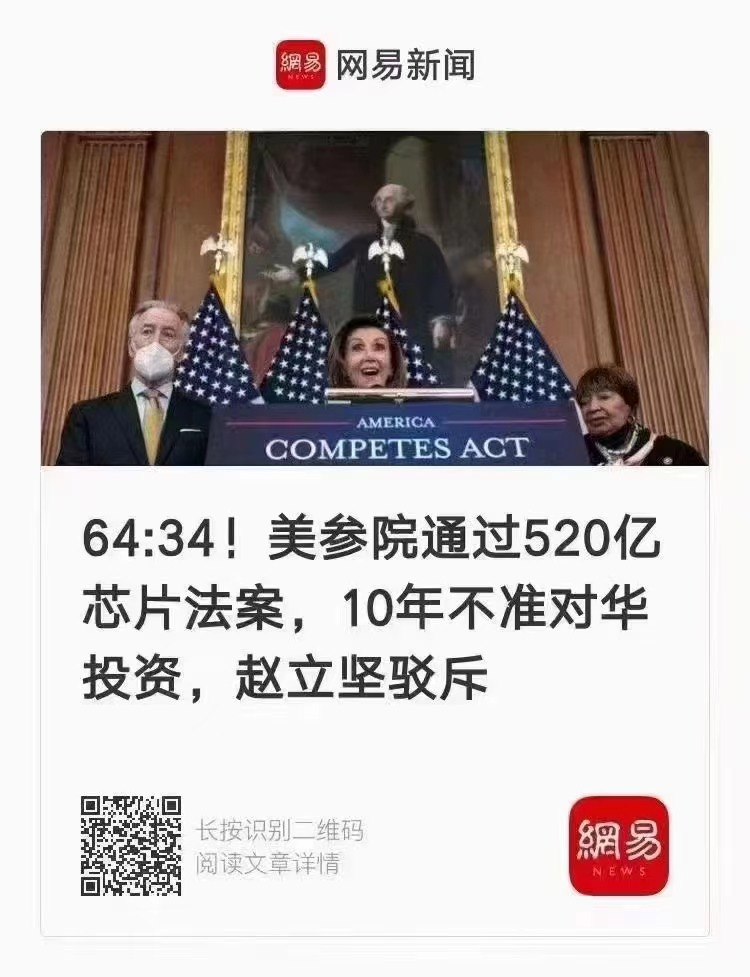 網易
NEWS
网易新闻
AMERICA
COMPETES ACT
64:34！美参院通过520亿
芯片法案，10年不准对华
投资，赵立坚驳斥
长按识别二维码
阅读文章详情
網易
NEWS